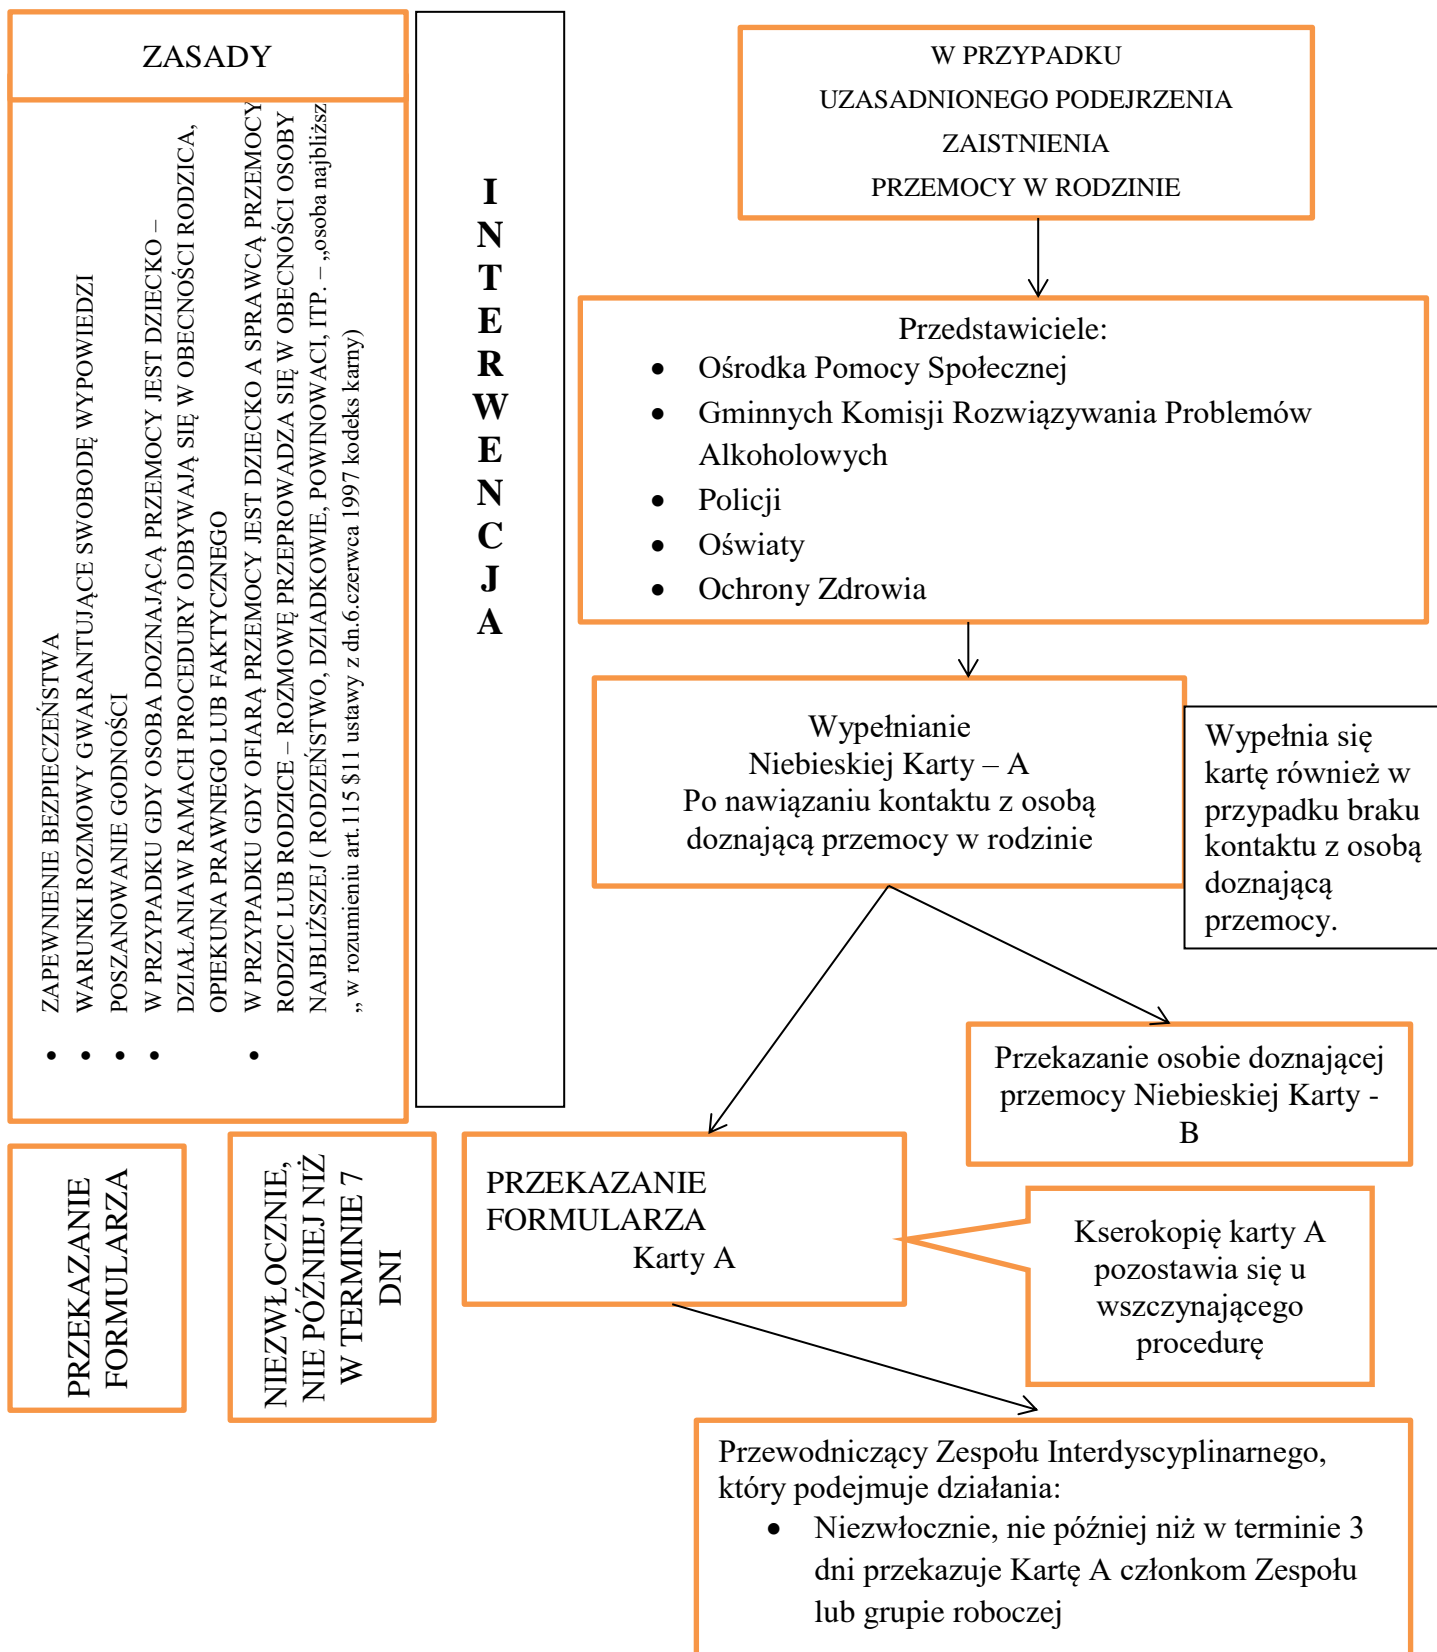 ZASADY
ZAPEWNIENIE BEZPIECZEŃSTWA
WARUNKI ROZMOWY GWARANTUJĄCE SWOBODĘ WYPOWIEDZI
POSZANOWANIE GODNOŚCI
W PRZYPADKU GDY OSOBA DOZNAJĄCĄ PRZEMOCY JEST DZIECKO –
DZIAŁANIAW RAMACH PROCEDURY ODBYWAJĄ SIĘ W OBECNOŚCI RODZICA,
OPIEKUNA PRAWNEGO LUB FAKTYCZNEGO
W PRZYPADKU GDY OFIARĄ PRZEMOCY JEST DZIECKO A SPRAWCĄ PRZEMOCY
RODZIC LUB RODZICE – ROZMOWĘ PRZEPROWADZA SIĘ W OBECNOŚCI OSOBY
NAJBLIŻSZEJ ( RODZEŃSTWO, DZIADKOWIE, POWINOWACI, ITP. – „osoba najbliższ
„ w rozumieniu art.115 $11 ustawy z dn.6.czerwca 1997 kodeks karny)
I
N
T
E
R
W
E
N
C
J
A
W PRZYPADKU
UZASADNIONEGO PODEJRZENIA
ZAISTNIENIA
PRZEMOCY W RODZINIE
Przedstawiciele:
• Ośrodka Pomocy Społecznej
• Gminnych Komisji Rozwiązywania Problemów
Alkoholowych
• Policji
• Oświaty
• Ochrony Zdrowia
Wypełnianie
Niebieskiej Karty – A
Po nawiązaniu kontaktu z osobą
doznającą przemocy w rodzinie
Wypełnia się
kartę również w
przypadku braku
kontaktu z osobą
doznającą
przemocy.
Przekazanie osobie doznającej
przemocy Niebieskiej Karty -
B
PRZEKAZANIE
FORMULARZA
NIEZWŁOCZNIE,
NIE PÓŹNIEJ NIŻ
W TERMINIE 7
DNI
PRZEKAZANIE
FORMULARZA
Karty A
Kserokopię karty A
pozostawia się u
wszczynającego
procedurę
Przewodniczący Zespołu Interdyscyplinarnego,
który podejmuje działania:
• Niezwłocznie, nie później niż w terminie 3
dni przekazuje Kartę A członkom Zespołu
lub grupie roboczej